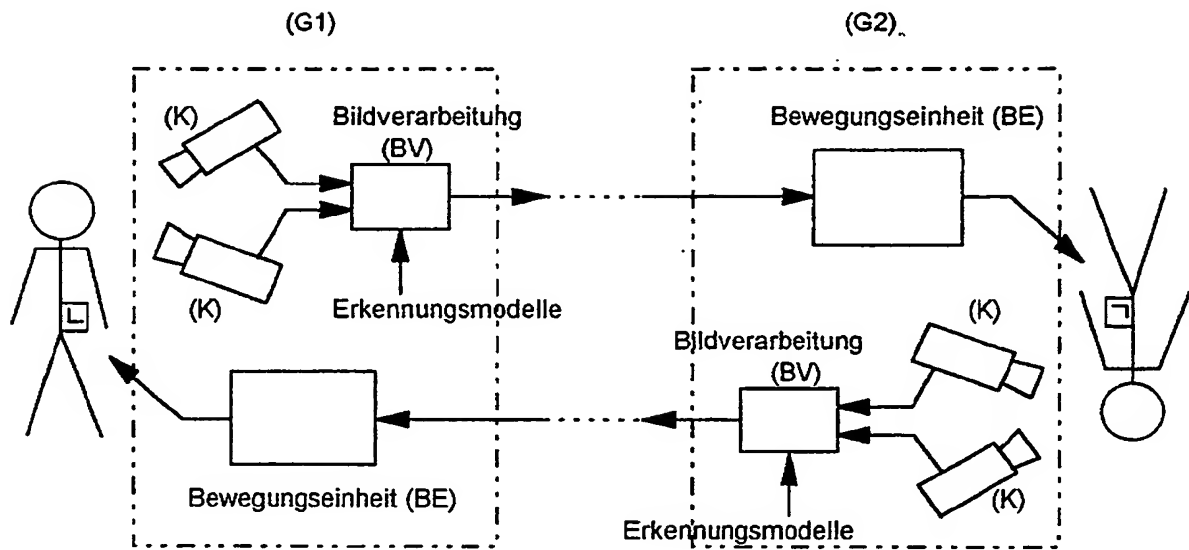 (G1)
(G2)
(K)
Bildverarbeitung
(BV)
Bewegungseinheit (BE)
(K)
Erkennungsmodelle
(K)
Bildverarbeitung
(BV)
Bewegungseinheit (BE)
(K)
Erkennungsmodelle